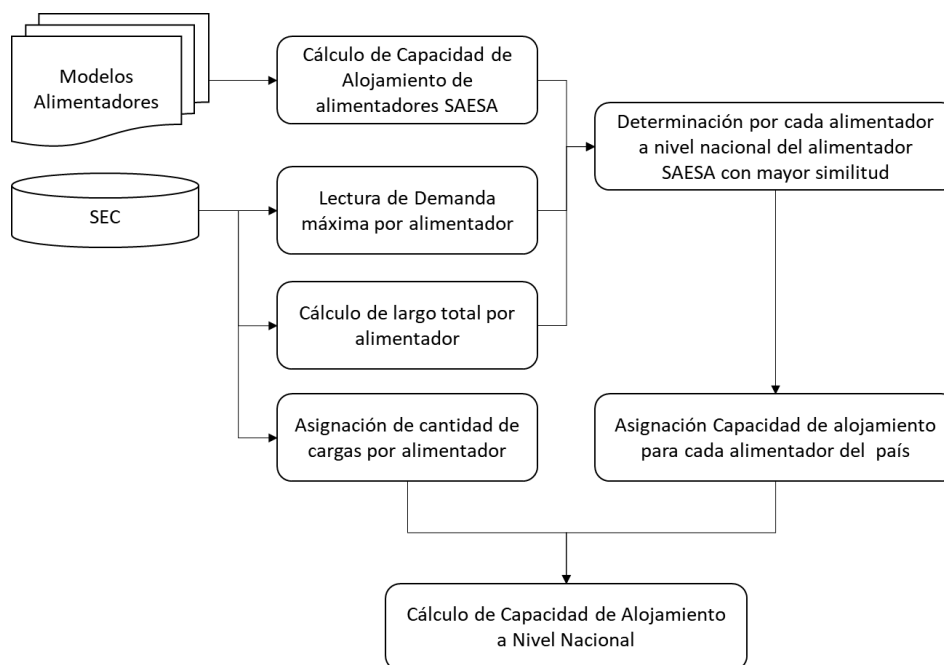 Modelos
Alimentadores
Cálculo de Capacidad de
Alojamiento de
alimentadores SAESA
Determinación por cada alimentador
a nivel nacional del alimentador
SAESA con mayor similitud
SEC
Lectura de Demanda
máxima por alimentador
Cálculo de largo total por
alimentador
Asignación de cantidad de
cargas por alimentador
Asignación Capacidad de alojamiento
para cada alimentador del país
Cálculo de Capacidad de Alojamiento
a Nivel Nacional